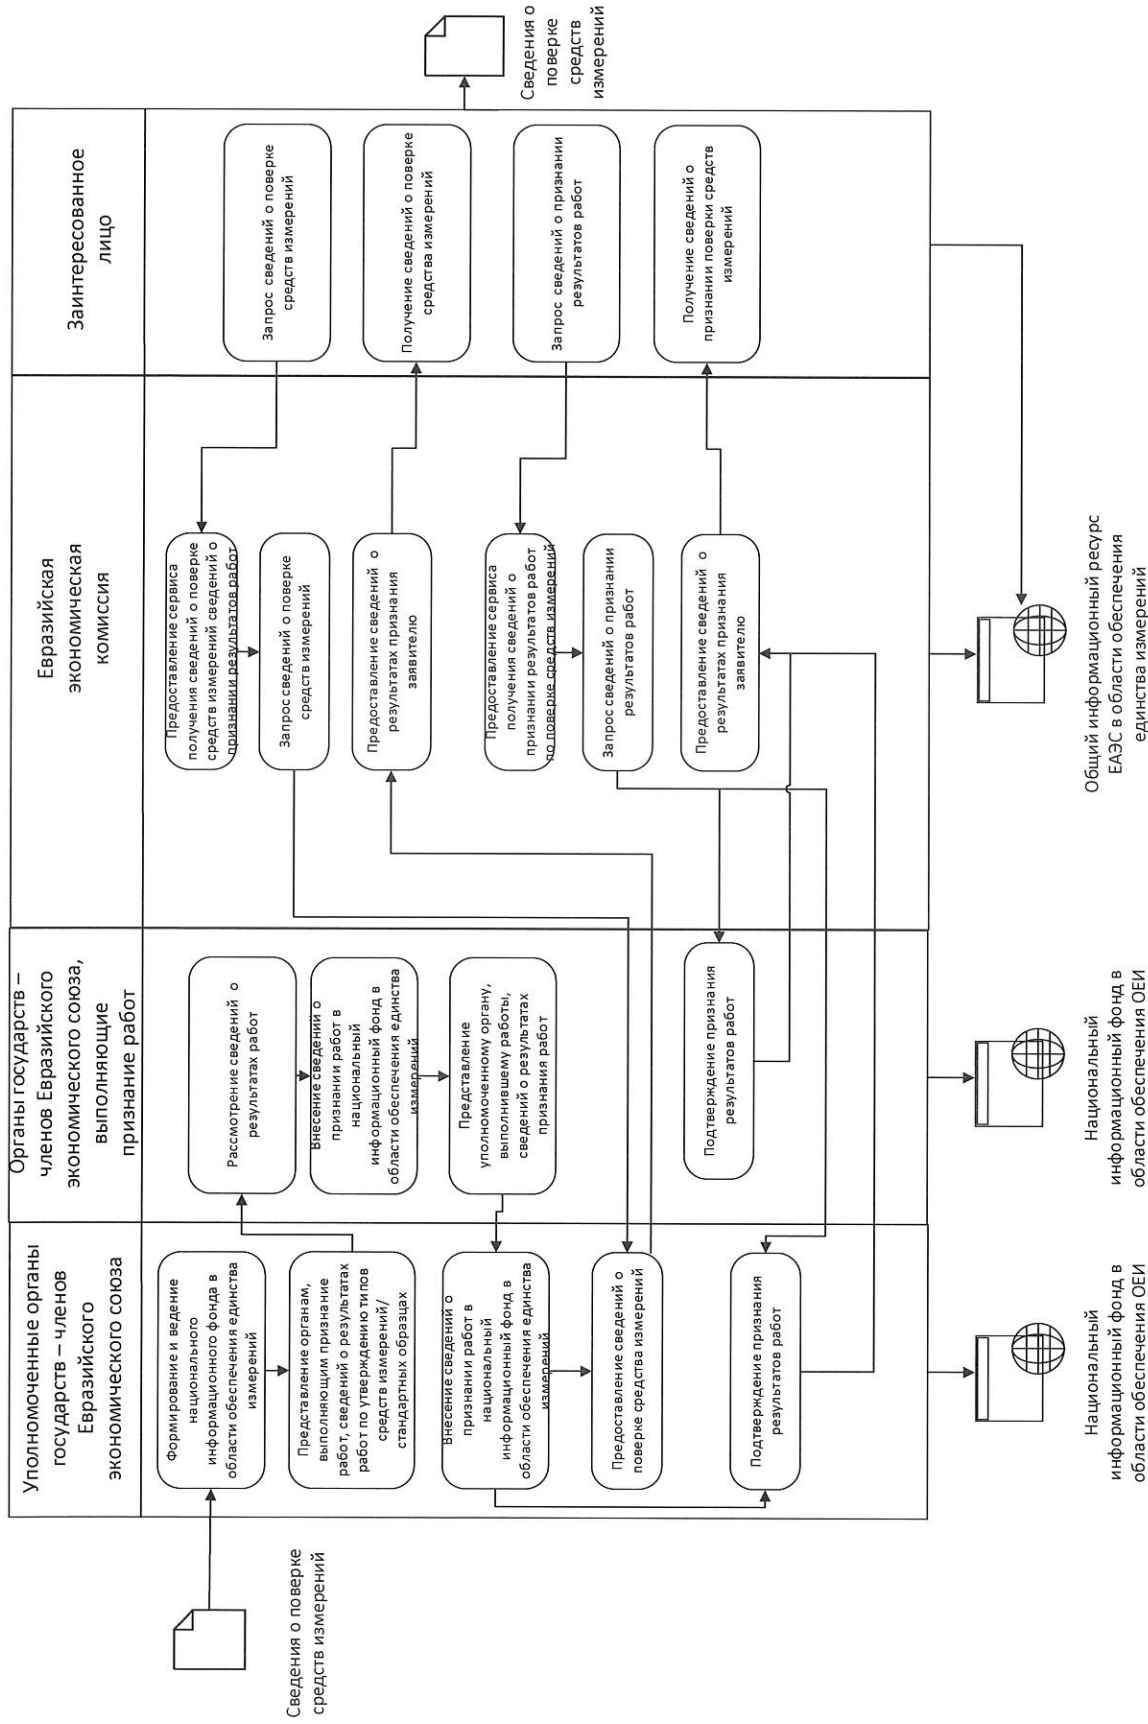 Уполномоченные органы
государств – членов
Евразийского
экономического союза
Органы государств –
членов Евразийского
экономического союза,
выполняющие
признание работ
Евразийская
экономическая
комиссия
Заинтересованное
лицо
Сведения о поверке
средств измерений
Формирование и ведение
национального
информационного фонда в
области обеспечения единства
измерений
Представление органам,
выполняющим признание
работ, сведений о результатах
работ по утверждению типов
средств измерений/
стандартных образцах
Внесение сведений о
признании работ в
национальный
информационный фонд в
области обеспечения единства
измерений
Предоставление сведений о
поверке средства измерений
Подтверждение признания
результатов работ
Рассмотрение сведений о
результатах работ
Внесение сведений о
признании работ в
национальный
информационный фонд в
области обеспечения единства
измерений
Представление
уполномоченному органу,
выполнившему работы,
сведений о результатах
признания работ
Подтверждение признания
результатов работ
Предоставление сервиса
получения сведений о поверке
средств измерений сведений о
признании результатов работ
Запрос сведений о поверке
средств измерений
Предоставление сведений о
результатах признания
заявителю
Предоставление сервиса
получения сведений о
признании результатов работ
по поверке средств измерений
Запрос сведений о признании
результатов работ
Предоставление сведений о
результатах признания
заявителю
Запрос сведений о поверке
средств измерений
Получение сведений о поверке
средства измерений
Запрос сведений о признании
результатов работ
Получение сведений о
признании поверки средств
измерений
Сведения о
поверке
средств
измерений
Национальный
информационный фонд в
области обеспечения ОЕИ
Национальный
информационный фонд в
области обеспечения ОЕИ
Общий информационный ресурс
ЕАЭС в области обеспечения
единства измерений